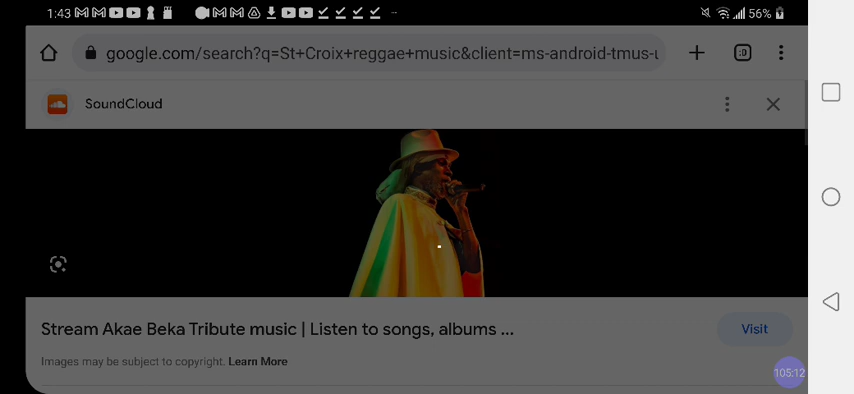 1:43 56%
google.com/search?q=St+Croix+reggae+music&client=ms-android-tmus-u
:D
SoundCloud
Stream Akae Beka Tribute music | Listen to songs, albums ...
Visit
Images may be subject to copyright. Learn More
105:12